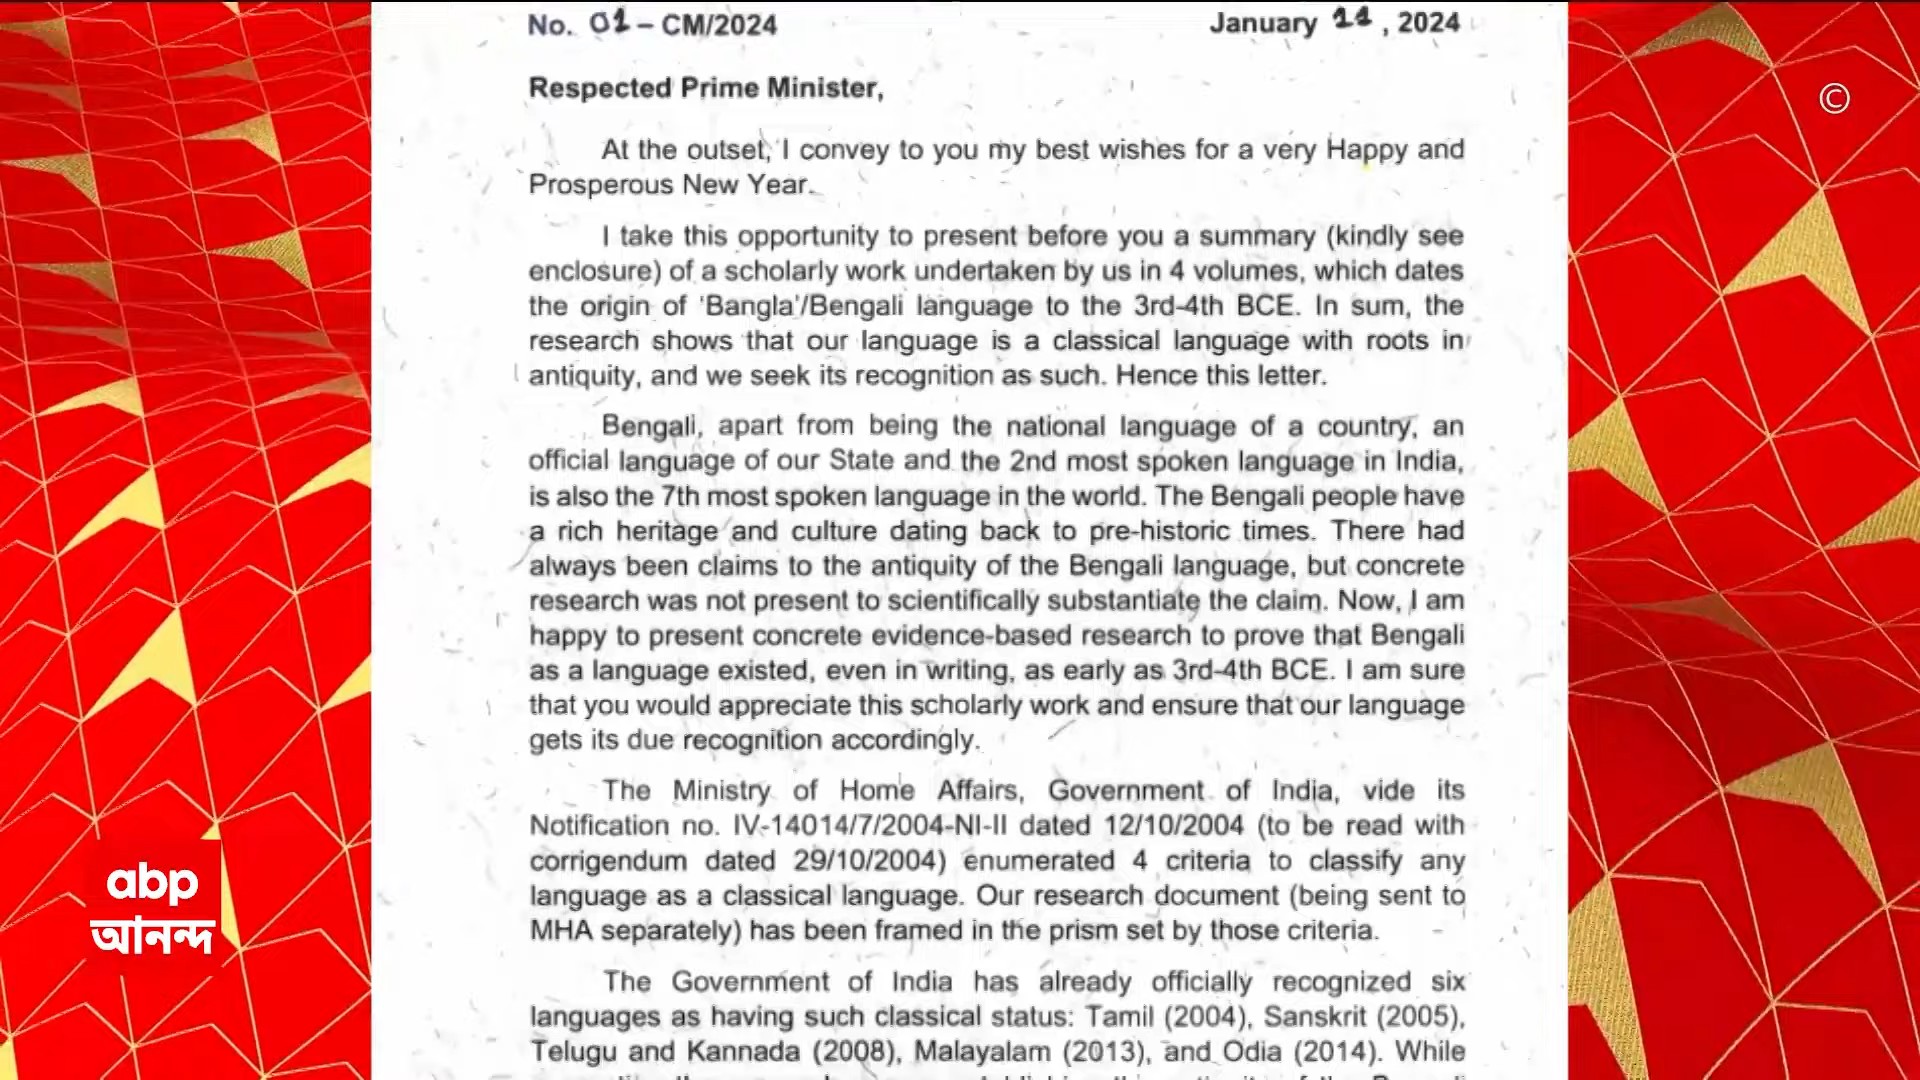 No. 01 – CM/2024
January 11, 2024
Respected Prime Minister,
At the outset, I convey to you my best wishes for a very Happy and
Prosperous New Year.
I take this opportunity to present before you a summary (kindly see
enclosure) of a scholarly work undertaken by us in 4 volumes, which dates
the origin of 'Bangla'/Bengali language to the 3rd-4th BCE. In sum, the
research shows that our language is a classical language with roots in
antiquity, and we seek its recognition as such. Hence this letter.
Bengali, apart from being the national language of a country, an
official language of our State and the 2nd most spoken language in India,
is also the 7th most spoken language in the world. The Bengali people have
a rich heritage and culture dating back to pre-historic times. There had
always been claims to the antiquity of the Bengali language, but concrete
research was not present to scientifically substantiate the claim. Now, I am
happy to present concrete evidence-based research to prove that Bengali
as a language existed, even in writing, as early as 3rd-4th BCE. I am sure
that you would appreciate this scholarly work and ensure that our language
gets its due recognition accordingly.
The Ministry of Home Affairs, Government of India, vide its
Notification no. IV-14014/7/2004-NI-II dated 12/10/2004 (to be read with
corrigendum dated 29/10/2004) enumerated 4 criteria to classify any
language as a classical language. Our research document (being sent to
MHA separately) has been framed in the prism set by those criteria.
The Government of India has already officially recognized six
languages as having such classical status: Tamil (2004), Sanskrit (2005),
Telugu and Kannada (2008), Malayalam (2013), and Odia (2014). While
©
abp
আনন্দ